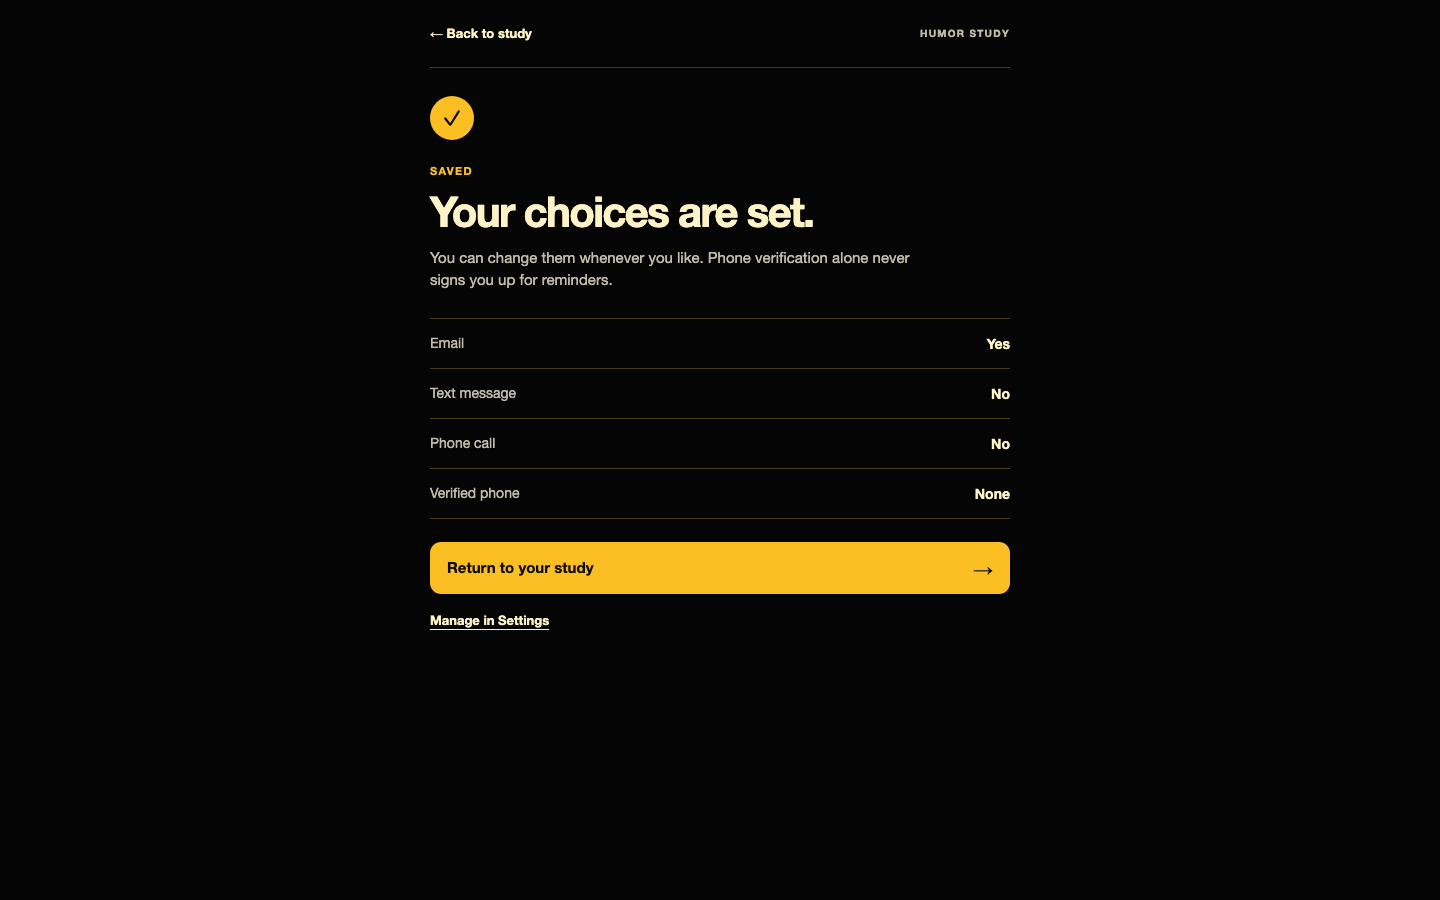 ← Back to study
HUMOR STUDY
SAVED
Your choices are set.
You can change them whenever you like. Phone verification alone never
signs you up for reminders.
Email Yes
Text message No
Phone call No
Verified phone None
Return to your study →
Manage in Settings